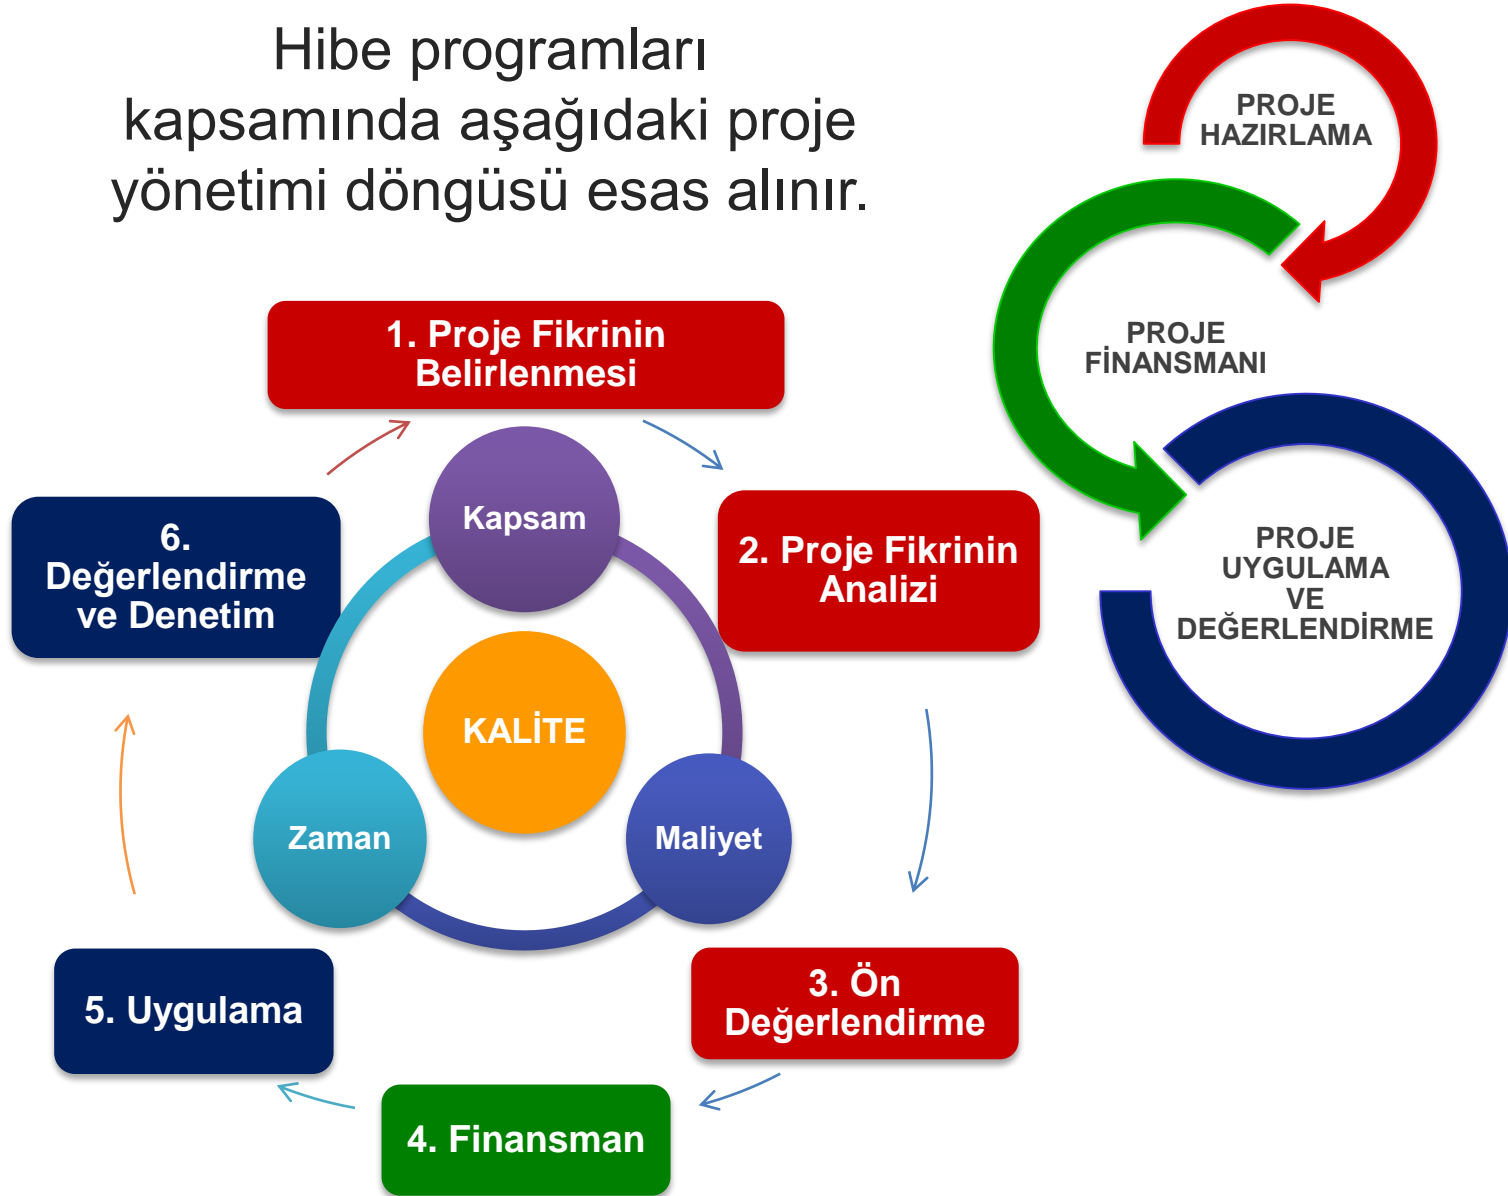 Hibe programları
kapsamında aşağıdaki proje
yönetimi döngüsü esas alınır.
PROJE
HAZIRLAMA
PROJE
FİNANSMANI
PROJE
UYGULAMA
VE
DEĞERLENDİRME
1. Proje Fikrinin
Belirlenmesi
2. Proje Fikrinin
Analizi
3. Ön
Değerlendirme
4. Finansman
5. Uygulama
6.
Değerlendirme
ve Denetim
Kapsam
KALİTE
Zaman
Maliyet